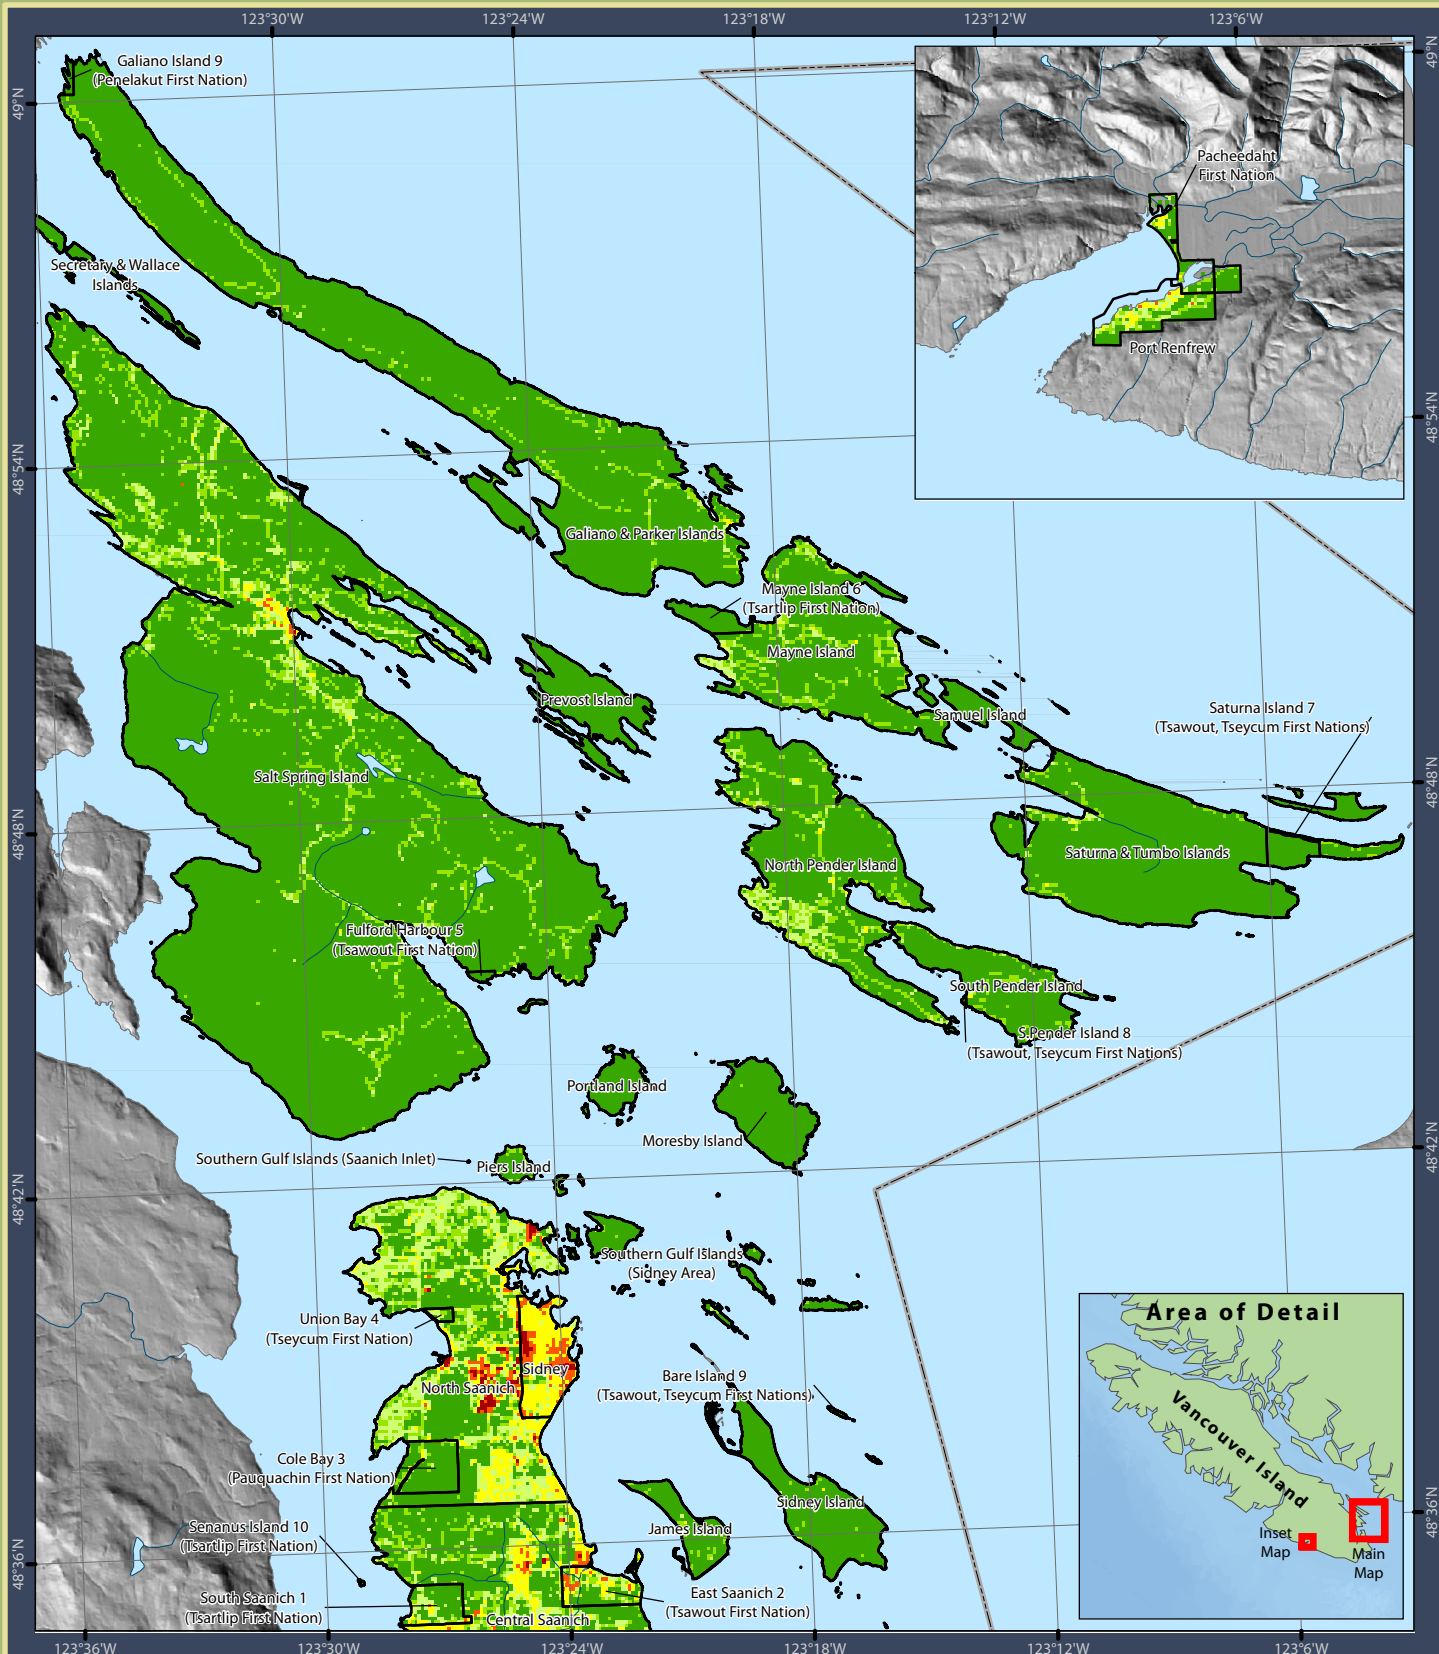 123°30'W
123°24'W
123°18'W
123°12'W
123°6'W
49°N
49°N
Galiano Island 9
(Penelakut First Nation)
Pacheedaht
First Nation
Port Renfrew
Secretary & Wallace
Islands
48°54'N
48°54'N
Galiano & Parker Islands
Mayne Island 6
(Tsartlip First Nation)
Mayne Island
Prevost Island
Samuel Island
Saturna Island 7
(Tsawout, Tseycum First Nations)
Salt Spring Island
48°48'N
48°48'N
North Pender Island
Saturna & Tumbo Islands
Fulford Harbour 5
(Tsawout First Nation)
South Pender Island
S.Pender Island 8
(Tsawout, Tseycum First Nations)
Portland Island
Moresby Island
Southern Gulf Islands (Saanich Inlet)
Piers Island
48°42'N
48°42'N
Southern Gulf Islands
(Sidney Area)
Union Bay 4
(Tseycum First Nation)
Sidney
North Saanich
Bare Island 9
(Tsawout, Tseycum First Nations)
Cole Bay 3
(Pauquachin First Nation)
Sidney Island
James Island
Senanus Island 10
(Tsartlip First Nation)
South Saanich 1
(Tsartlip First Nation)
East Saanich 2
(Tsawout First Nation)
Central Saanich
Area of Detail
Vancouver Island
Inset
Map
Main
Map
48°36'N
48°36'N
123°36'W
123°30'W
123°24'W
123°18'W
123°12'W
123°6'W